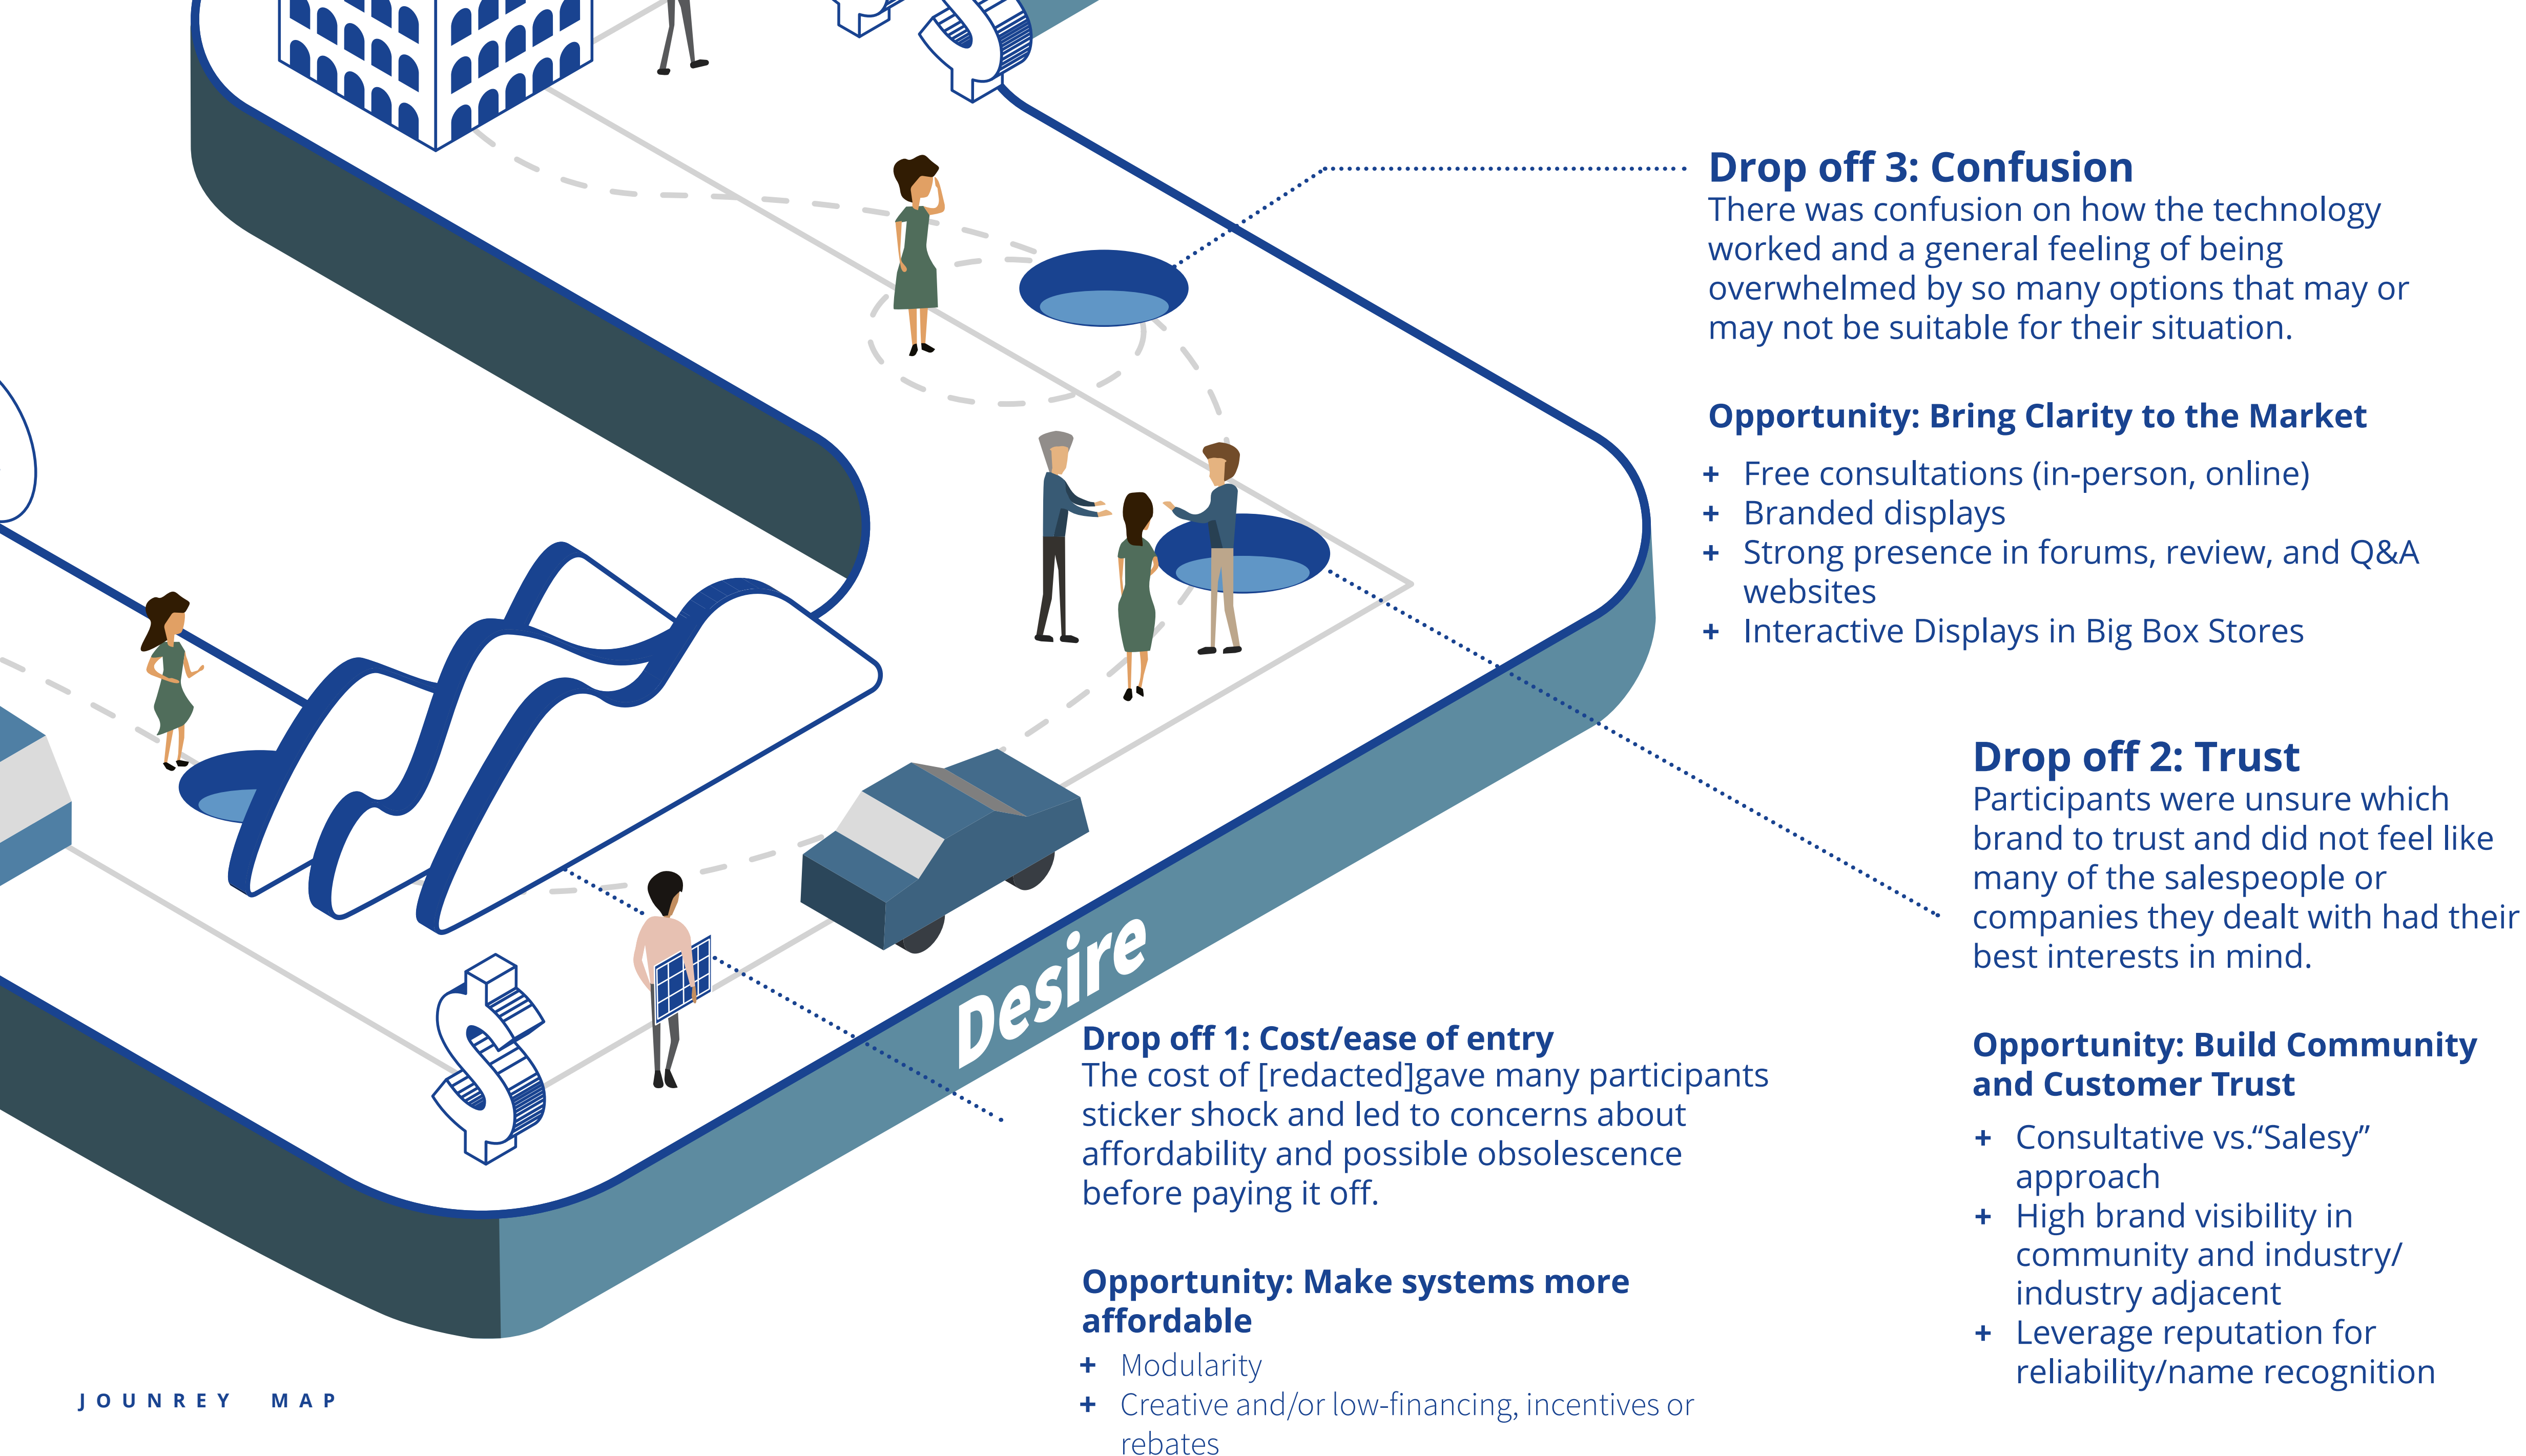 Drop off 3: Confusion
There was confusion on how the technology
worked and a general feeling of being
overwhelmed by so many options that may or
may not be suitable for their situation.
Opportunity: Bring Clarity to the Market
+ Free consultations (in-person, online)
+ Branded displays
+ Strong presence in forums, review, and Q&A
websites
+ Interactive Displays in Big Box Stores
Drop off 2: Trust
Participants were unsure which
brand to trust and did not feel like
many of the salespeople or
companies they dealt with had their
best interests in mind.
Opportunity: Build Community
and Customer Trust
+ Consultative vs.“Salesy”
approach
+ High brand visibility in
community and industry/
industry adjacent
+ Leverage reputation for
reliability/name recognition
Desire
Drop off 1: Cost/ease of entry
The cost of [redacted]gave many participants
sticker shock and led to concerns about
affordability and possible obsolescence
before paying it off.
Opportunity: Make systems more
affordable
+ Modularity
+ Creative and/or low-financing, incentives or
rebates
$
JOUNREY MAP